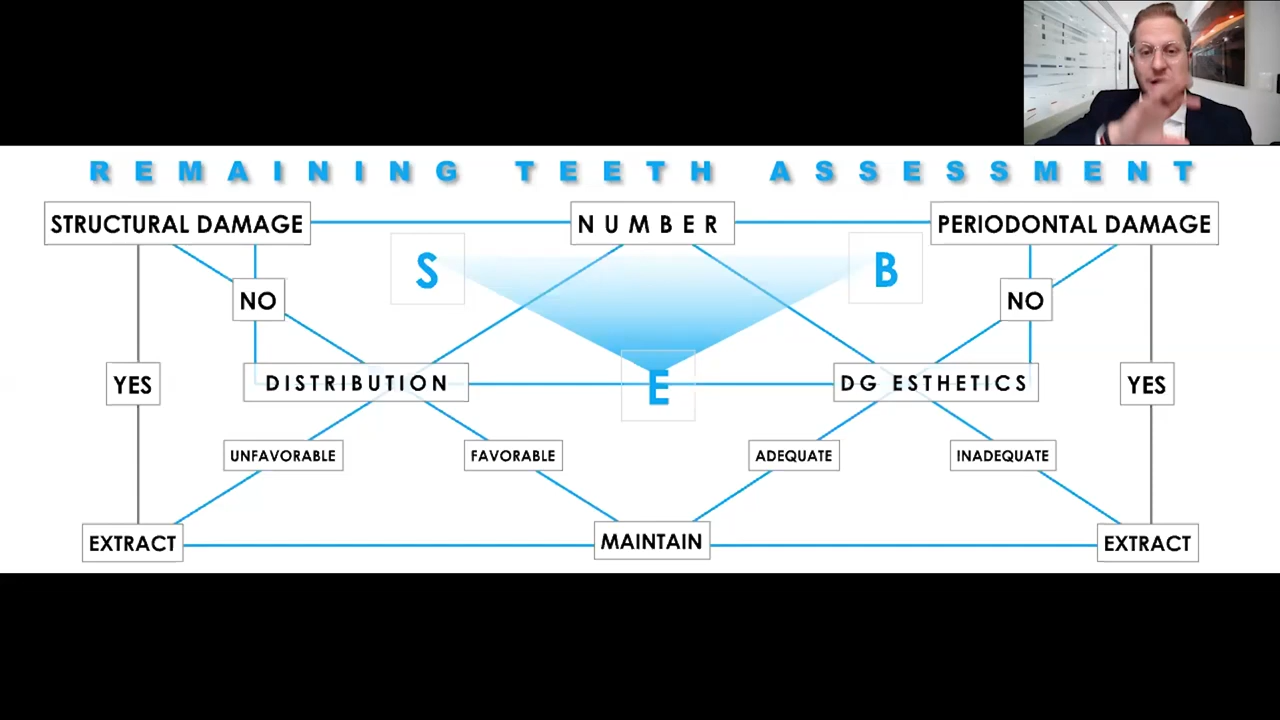 REMAINING TEETH ASSESSMENT
STRUCTURAL DAMAGE
NUMBER
PERIODONTAL DAMAGE
S
B
NO
NO
YES
DISTRIBUTION
E
DG ESTHETICS
YES
UNFAVORABLE
FAVORABLE
ADEQUATE
INADEQUATE
EXTRACT
MAINTAIN
EXTRACT